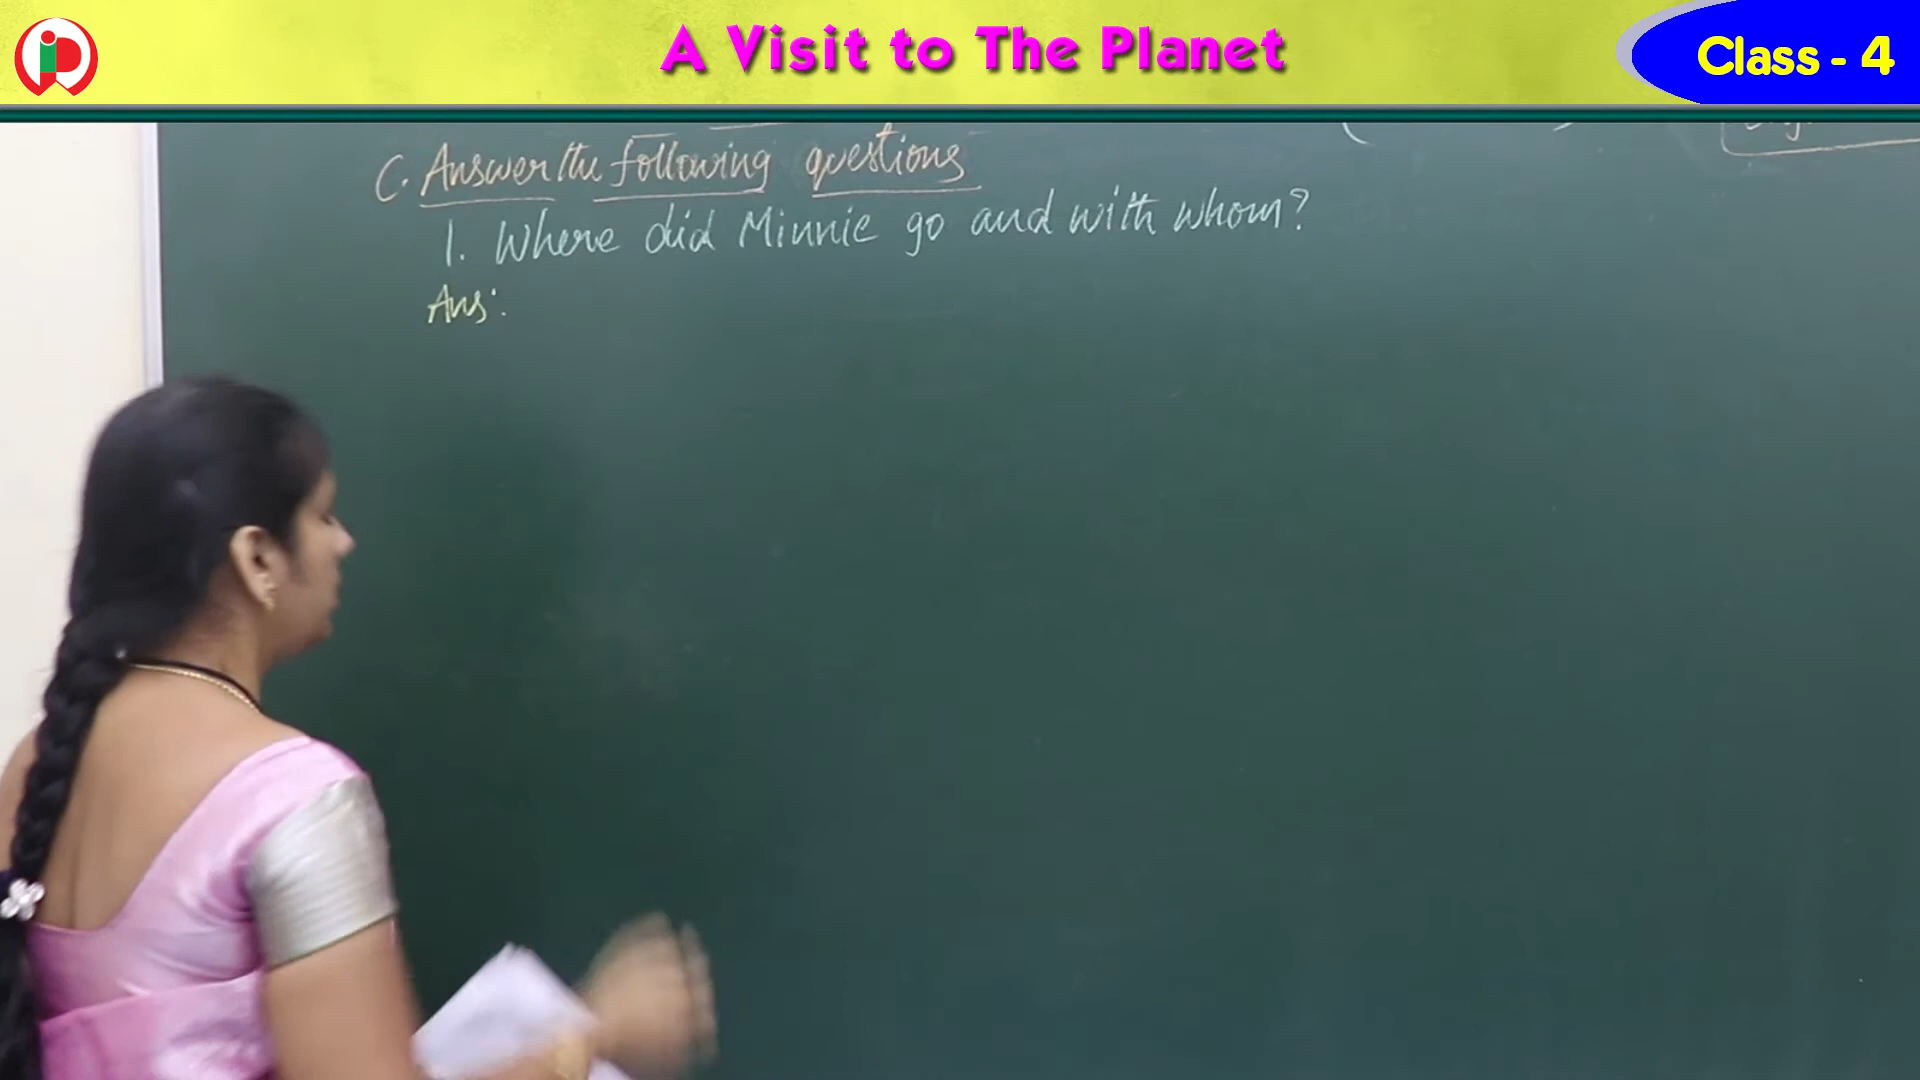 A Visit to The Planet
Class - 4
C. Answer the following questions
1. Where did Minnie go and with whom?
Ans: